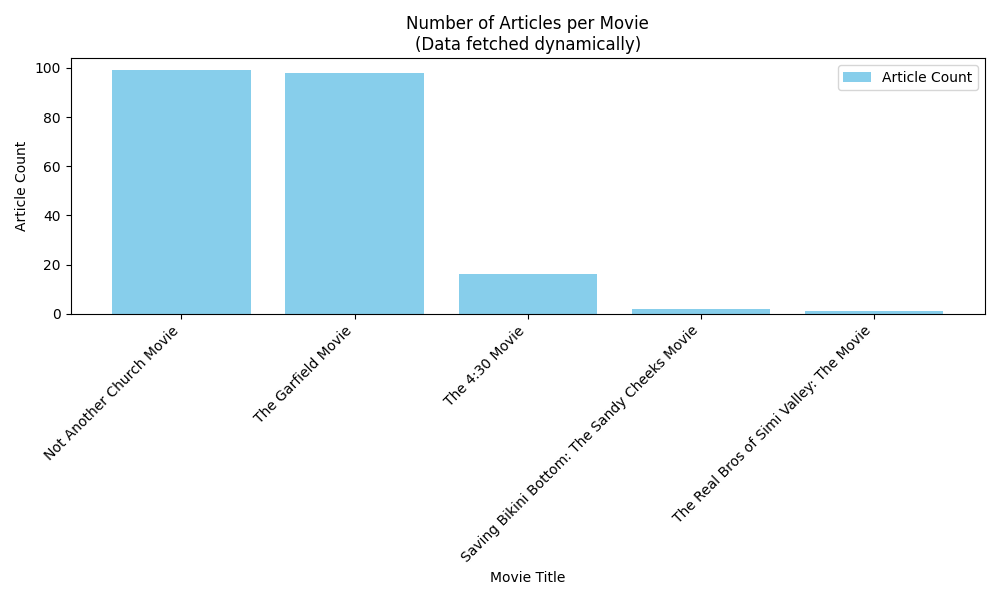 Number of Articles per Movie
(Data fetched dynamically)
Article Count
100
80
60
40
20
0
Article Count
Not Another Church Movie
The Garfield Movie
The 4:30 Movie
Saving Bikini Bottom: The Sandy Cheeks Movie
The Real Bros of Simi Valley: The Movie
Movie Title